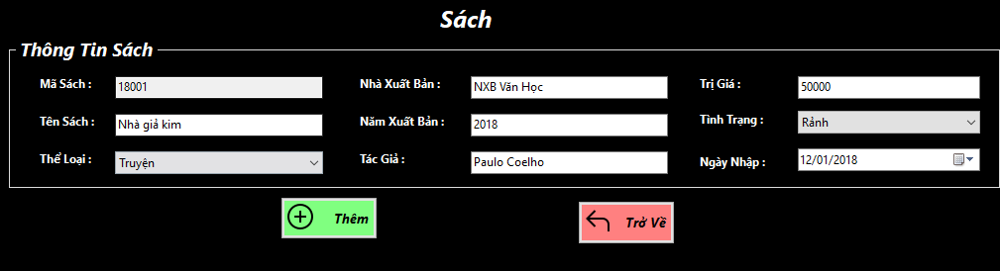 Sách
Thông Tin Sách
Mã Sách : 18001 Nhà Xuất Bản : NXB Văn Học Trị Giá : 50000
Tên Sách : Nhà giả kim Năm Xuất Bản : 2018 Tình Trạng : Rảnh
Thể Loại : Truyện Tác Giả : Paulo Coelho Ngày Nhập : 12/01/2018
Thêm Trở Về